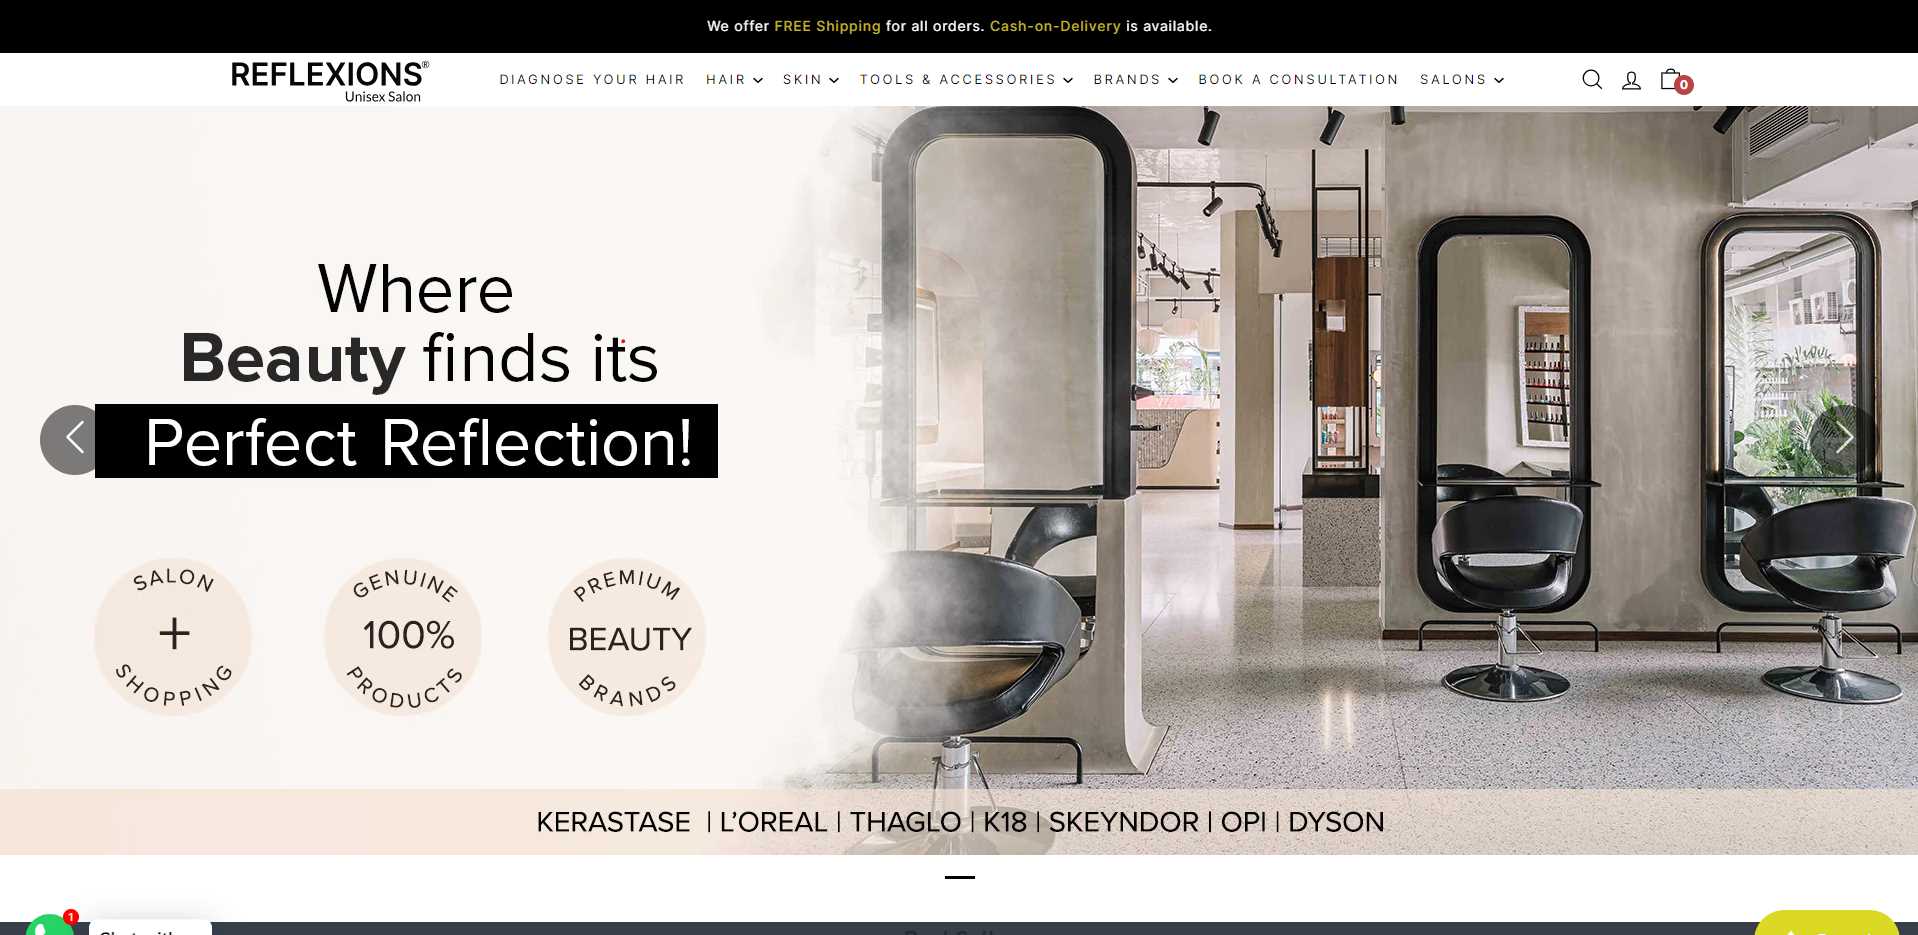 We offer FREE Shipping for all orders. Cash-on-Delivery is available.
REFLEXIONS®
Unisex Salon
DIAGNOSE YOUR HAIR HAIR SKIN TOOLS & ACCESSORIES BRANDS BOOK A CONSULTATION SALONS
0
Where
Beauty finds its
Perfect Reflection!
SALON
+
SHOPPING
GENUINE
100%
PRODUCTS
PREMIUM
BEAUTY
BRANDS
KERASTASE | L’OREAL | THAGLO | K18 | SKEYNDOR | OPI | DYSON
1